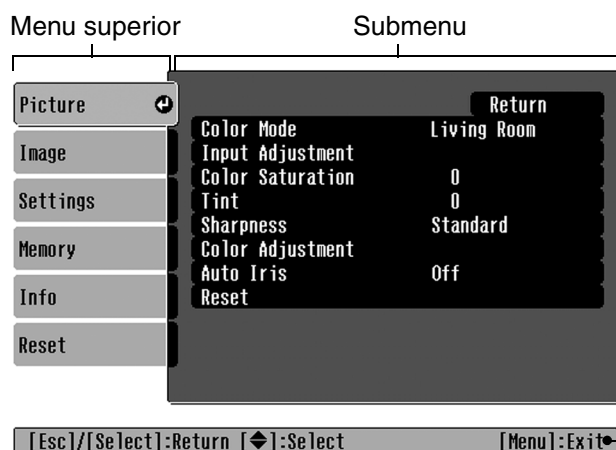 Menu superior Submenu
Picture
Image
Settings
Memory
Info
Reset
Return
Color Mode Living Room
Input Adjustment
Color Saturation 0
Tint 0
Sharpness Standard
Color Adjustment
Auto Iris Off
Reset
[Esc]/[Select]:Return [◆]:Select [Menu]:Exit